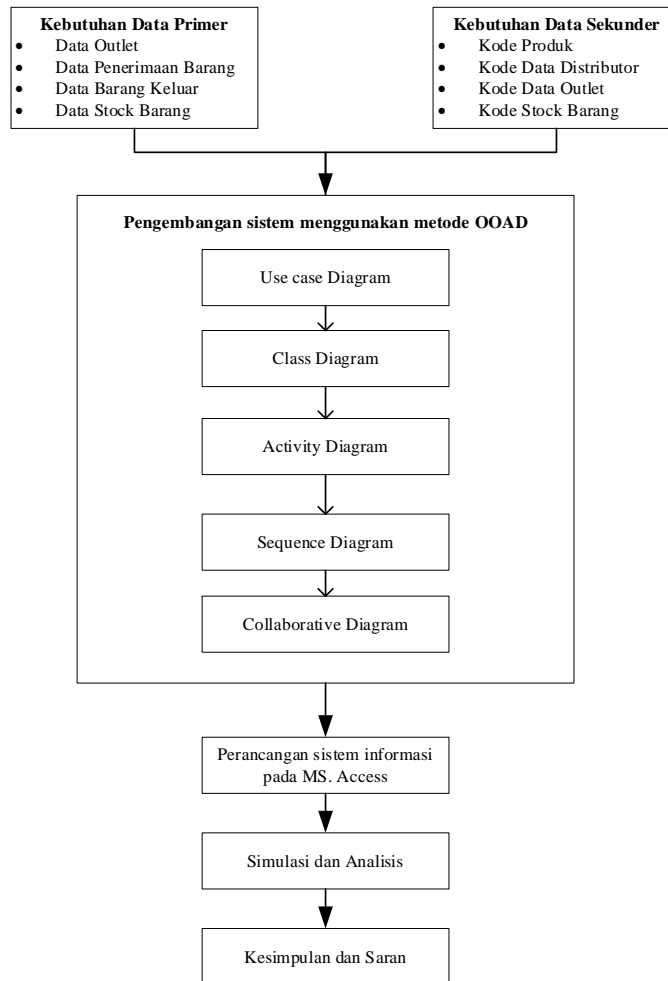 Kebutuhan Data Primer
• Data Outlet
• Data Penerimaan Barang
• Data Barang Keluar
• Data Stock Barang
Kebutuhan Data Sekunder
• Kode Produk
• Kode Data Distributor
• Kode Data Outlet
• Kode Stock Barang
Pengembangan sistem menggunakan metode OOAD
Use case Diagram
Class Diagram
Activity Diagram
Sequence Diagram
Collaborative Diagram
Perancangan sistem informasi
pada MS. Access
Simulasi dan Analisis
Kesimpulan dan Saran